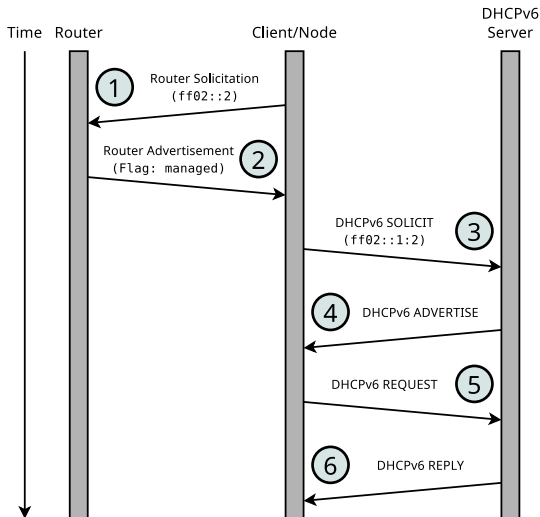 Time
Router
Client/Node
DHCPv6
Server
1
Router Solicitation
(ff02::2)
Router Advertisement
(Flag: managed)
2
DHCPv6 SOLICIT
(ff02::1:2)
3
4
DHCPv6 ADVERTISE
DHCPv6 REQUEST
5
6
DHCPv6 REPLY